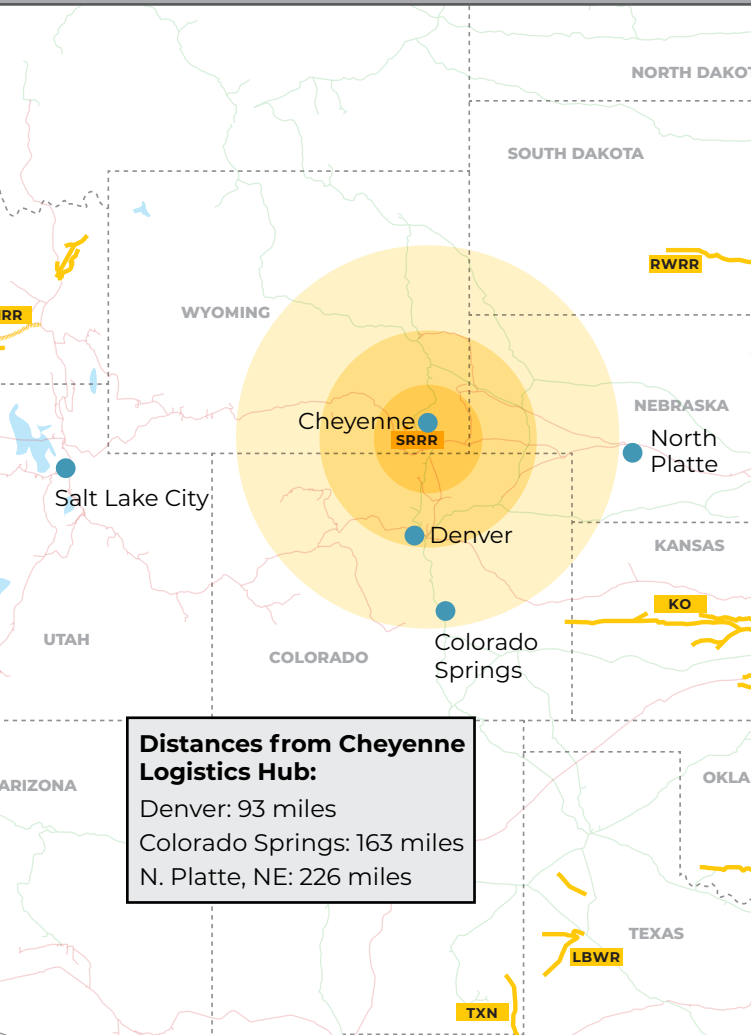 NORTH DAKOT
SOUTH DAKOTA
RWRR
WYOMING
RR
NEBRASKA
Cheyenne
SRRR
North
Platte
Salt Lake City
Denver
KANSAS
KO
UTAH
COLORADO
Colorado
Springs
Distances from Cheyenne
Logistics Hub:
Denver: 93 miles
Colorado Springs: 163 miles
N. Platte, NE: 226 miles
ARIZONA
OKLA
TEXAS
LBWR
TXN